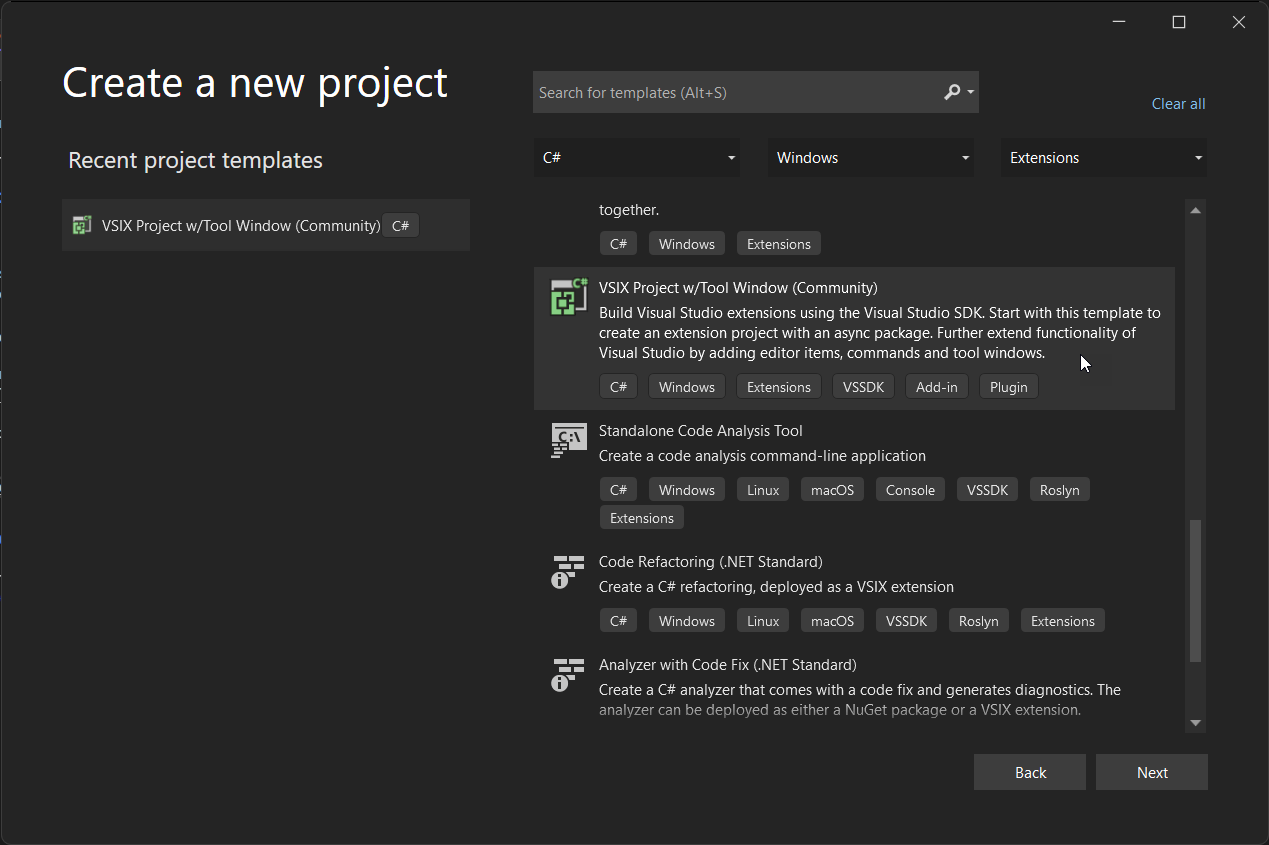 Create a new project
Search for templates (Alt+S)
Clear all
Recent project templates
C#
Windows
Extensions
VSIX Project w/Tool Window (Community) C#
together.
C# Windows Extensions
C#
VSIX Project w/Tool Window (Community)
Build Visual Studio extensions using the Visual Studio SDK. Start with this template to
create an extension project with an async package. Further extend functionality of
Visual Studio by adding editor items, commands and tool windows.
C# Windows Extensions VSSDK Add-in Plugin
C:\
Standalone Code Analysis Tool
Create a code analysis command-line application
C# Windows Linux macOS Console VSSDK Roslyn
Extensions
Code Refactoring (.NET Standard)
Create a C# refactoring, deployed as a VSIX extension
C# Windows Linux macOS VSSDK Roslyn Extensions
Analyzer with Code Fix (.NET Standard)
Create a C# analyzer that comes with a code fix and generates diagnostics. The
analyzer can be deployed as either a NuGet package or a VSIX extension.
Back
Next